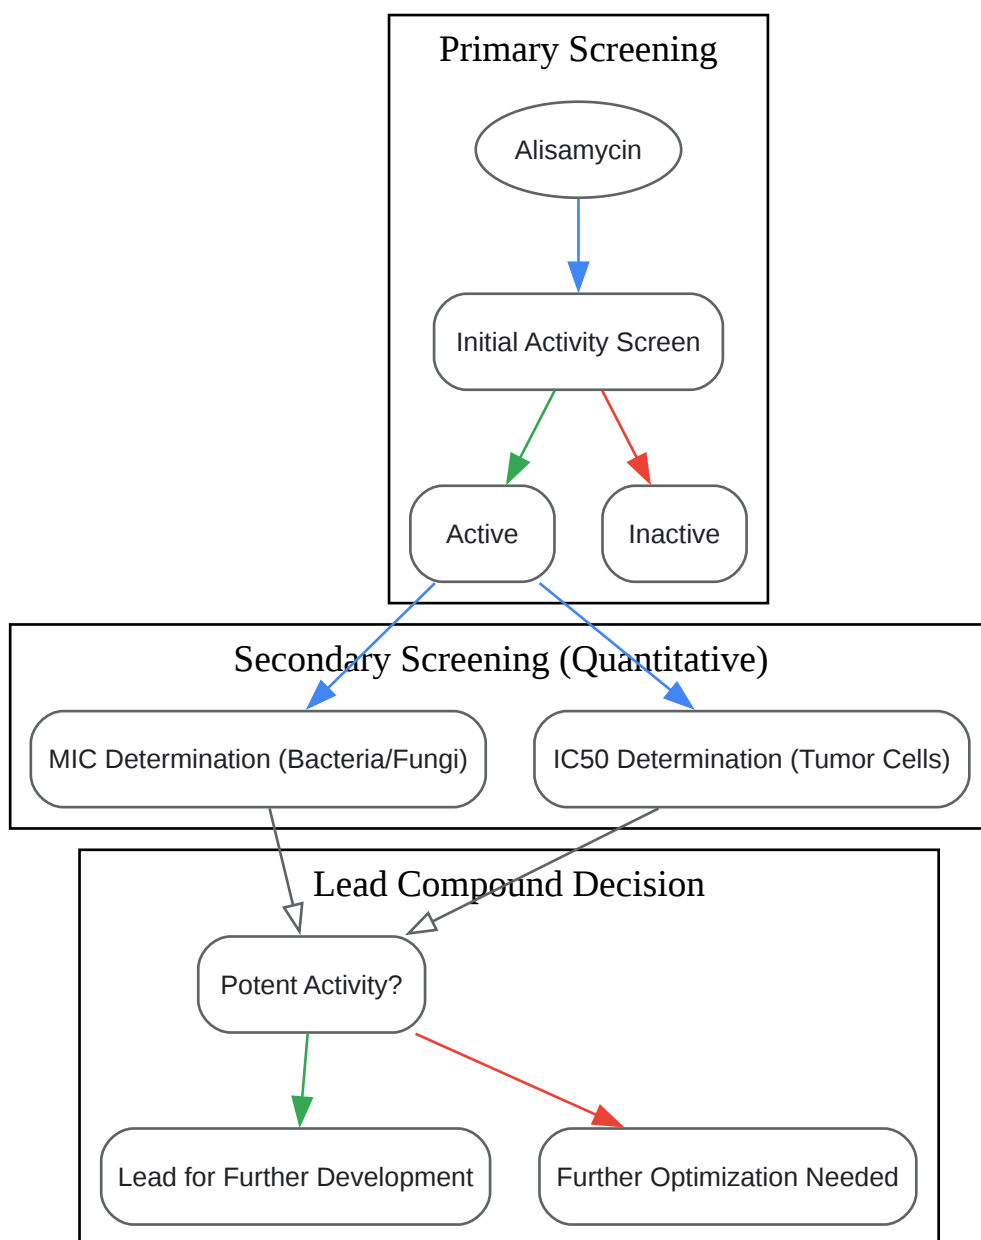 Primary Screening
Alisamycin
Initial Activity Screen
Active
Inactive
Secondary Screening (Quantitative)
MIC Determination (Bacteria/Fungi)
IC50 Determination (Tumor Cells)
Lead Compound Decision
Potent Activity?
Lead for Further Development
Further Optimization Needed